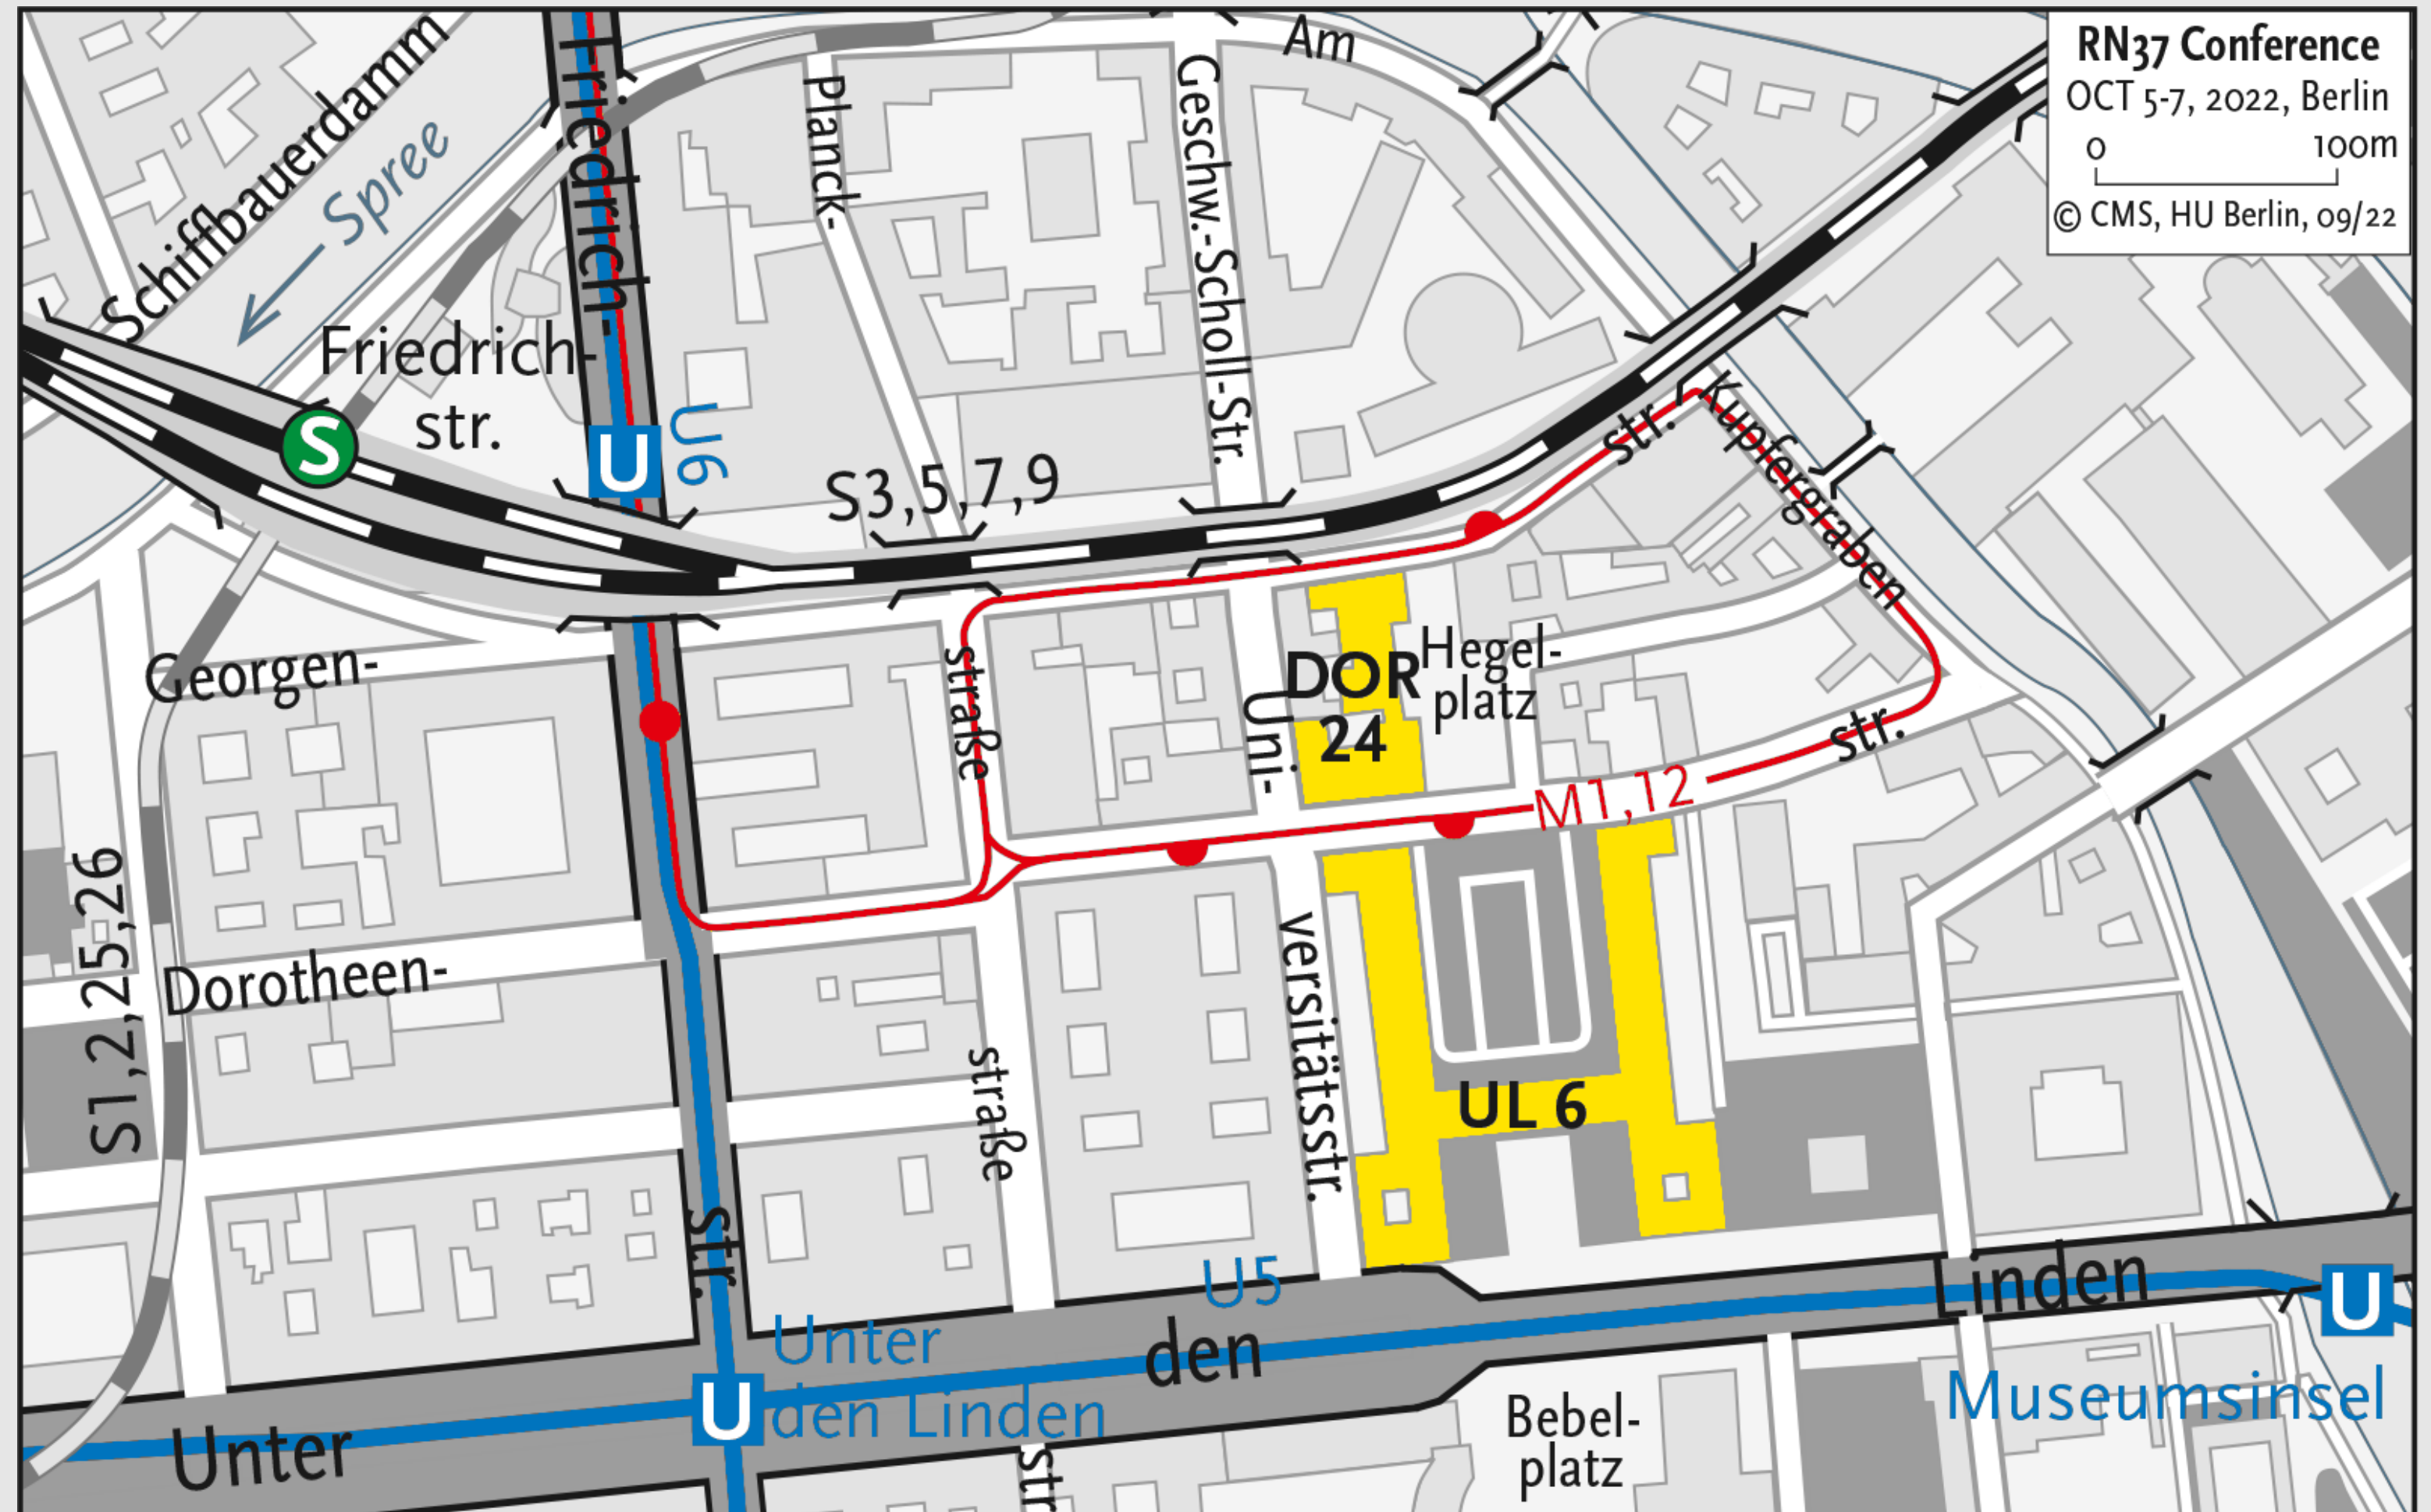 RN37 Conference
OCT 5-7, 2022, Berlin
0 100m
© CMS, HU Berlin, 09/22
Am
Schiffbauerdamm
Spree
Friedrich-
Planck-
Geschw.-Scholl-Str.
Friedrich-
str.
S
U
U6
S3,5,7,9
str.
Kupfergraben
Georgen-
straße
Uni-
DOR
24
Hegel-
platz
str.
M1,12
S1,2,25,26
Dorotheen-
straße
versitätsstr.
UL 6
Str.
U5
Unter
den Linden
U
Unter
den
Linden
U
Museumsinsel
Bebel-
platz
str